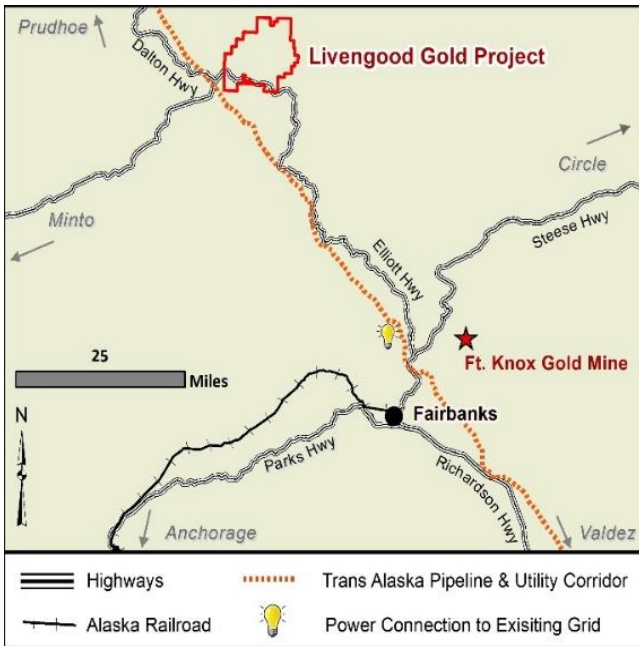 Prudhoe
Dalton Hwy
Livengood Gold Project
Circle
Minto
Steese Hwy
Elliott Hwy
25
Miles
Ft. Knox Gold Mine
N
Fairbanks
Parks Hwy
Richardson Hwy
Anchorage
Valdez
Highways
Trans Alaska Pipeline & Utility Corridor
Alaska Railroad
Power Connection to Exisiting Grid